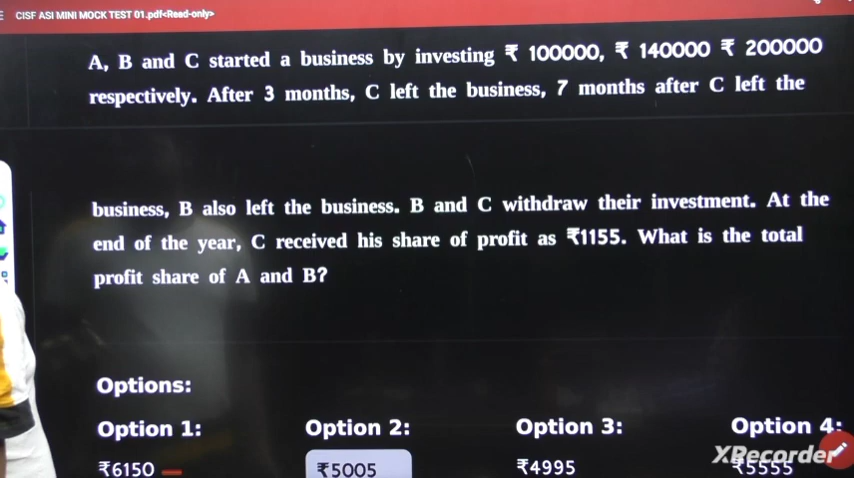 CISF ASI MINI MOCK TEST 01.pdf<Read-only>
A, B and C started a business by investing ₹ 100000, ₹ 140000 ₹ 200000
respectively. After 3 months, C left the business, 7 months after C left the
business, B also left the business. B and C withdraw their investment. At the
end of the year, C received his share of profit as ₹1155. What is the total
profit share of A and B?
Options:
Option 1: Option 2: Option 3: Option 4:
₹6150 ₹5005 ₹4995 ₹5555
XRecorder